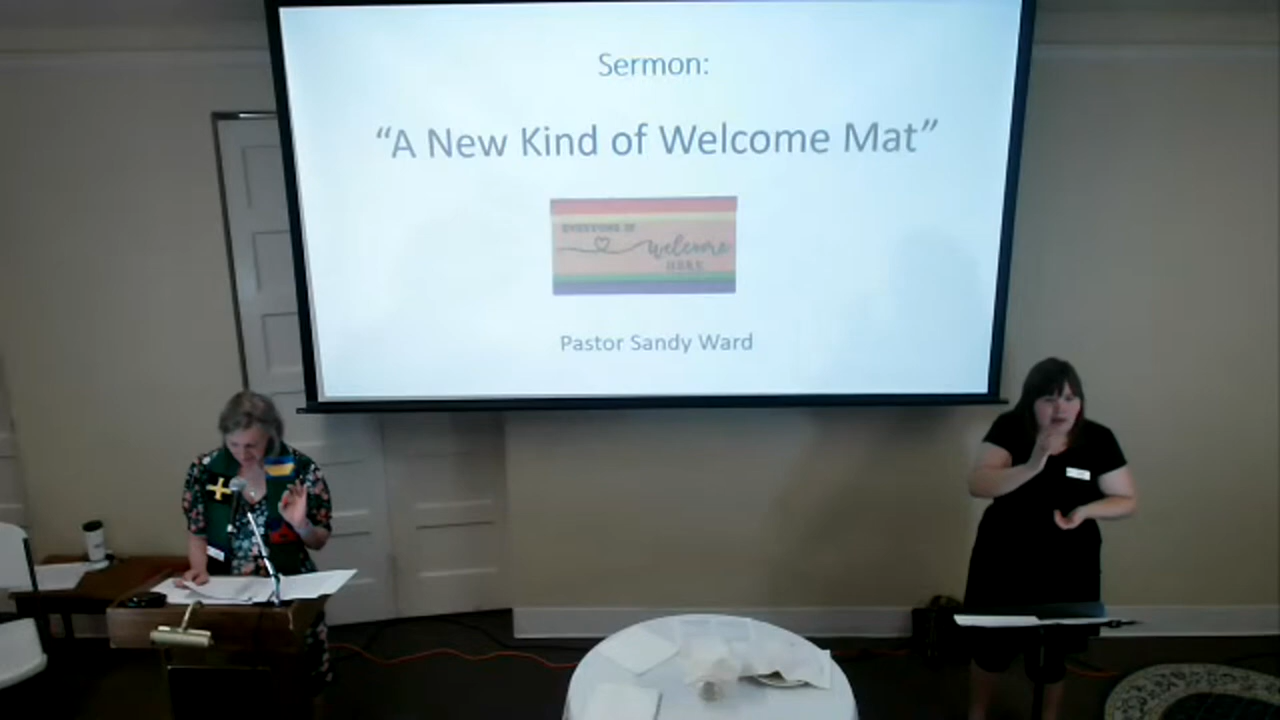 Sermon:
“A New Kind of Welcome Mat”
EVERYONE IS
welcome
HERE
Pastor Sandy Ward